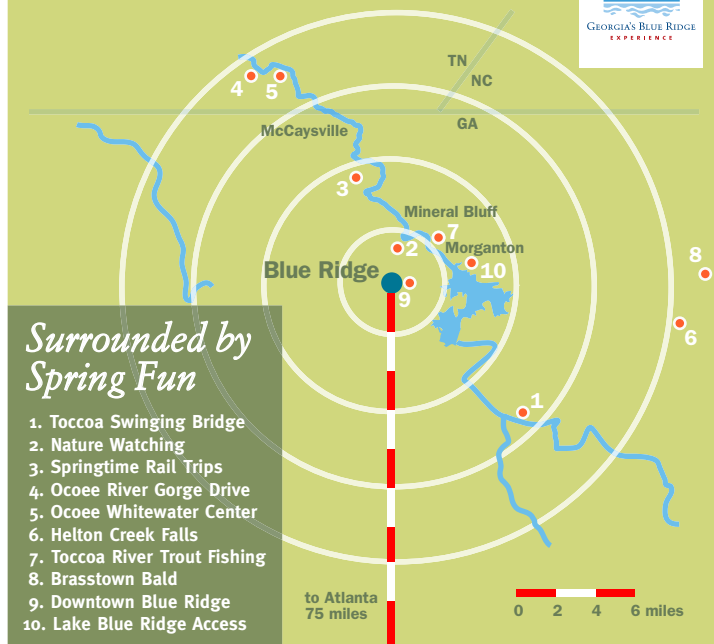 GEORGIA'S BLUE RIDGE
EXPERIENCE
TN
NC
GA
4
5
McCaysville
3
Mineral Bluff
7
2
Morganton
10
8
Blue Ridge
9
6
1
Surrounded by
Spring Fun
1. Toccoa Swinging Bridge
2. Nature Watching
3. Springtime Rail Trips
4. Ocoee River Gorge Drive
5. Ocoee Whitewater Center
6. Helton Creek Falls
7. Toccoa River Trout Fishing
8. Brasstown Bald
9. Downtown Blue Ridge
10. Lake Blue Ridge Access
to Atlanta
75 miles
0 2 4 6 miles